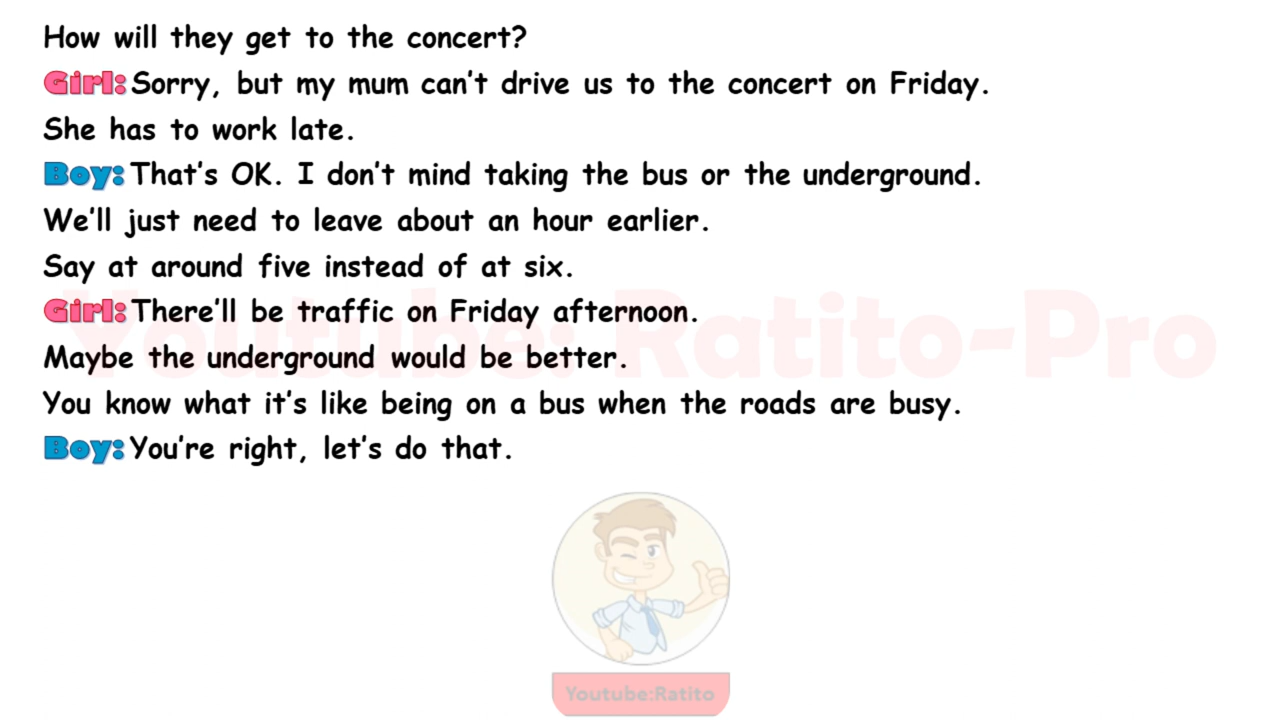 How will they get to the concert?
Girl: Sorry, but my mum can't drive us to the concert on Friday.
She has to work late.
Boy: That's OK. I don't mind taking the bus or the underground.
We'll just need to leave about an hour earlier.
Say at around five instead of at six.
Girl: There'll be traffic on Friday afternoon.
Youtube: Ratito-Pro
Maybe the underground would be better.
You know what it's like being on a bus when the roads are busy.
Boy: You're right, let's do that.
Youtube:Ratito